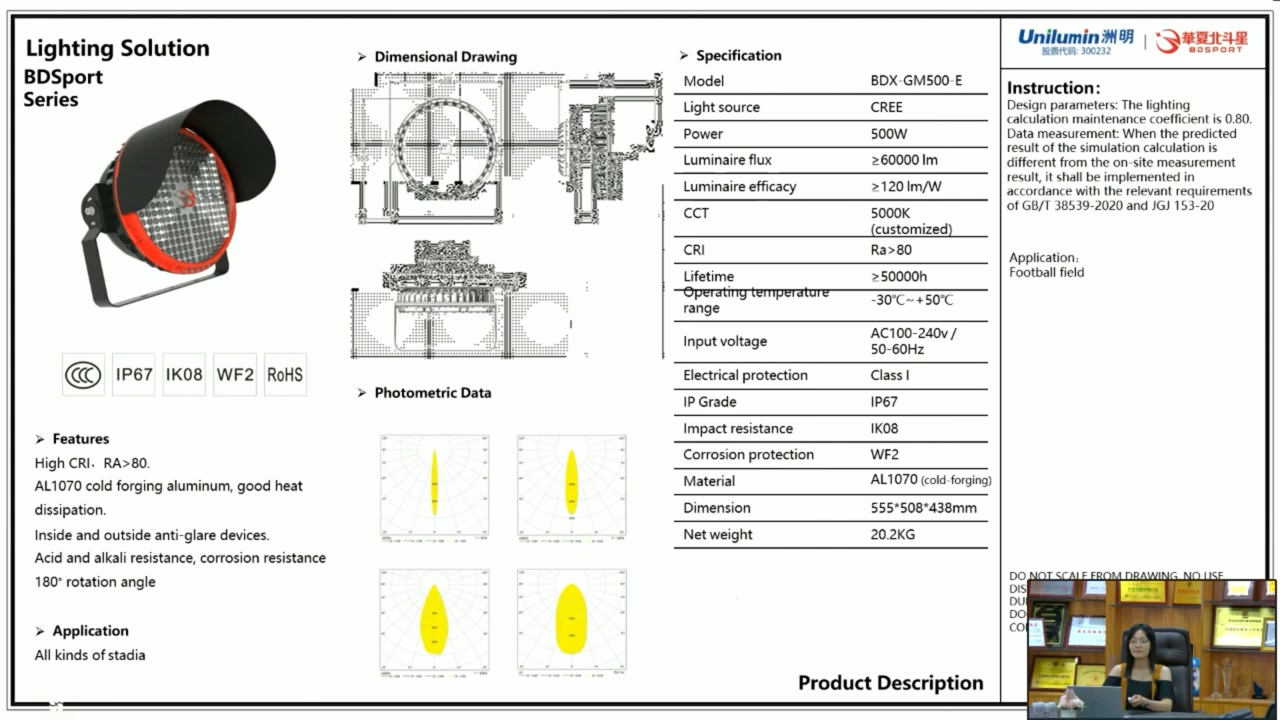 Lighting Solution
BDSport
Series
CCC
IP67
IK08
WF2
RoHS
➢ Features
High CRI，RA>80.
AL1070 cold forging aluminum, good heat
dissipation.
Inside and outside anti-glare devices.
Acid and alkali resistance, corrosion resistance
180° rotation angle
➢ Application
All kinds of stadia
➢ Dimensional Drawing
➢ Photometric Data
➢ Specification
Model BDX-GM500-E
Light source CREE
Power 500W
Luminaire flux ≥60000 lm
Luminaire efficacy ≥120 lm/W
CCT 5000K
(customized)
CRI Ra>80
Lifetime ≥50000h
Operating temperature
range -30℃~+50℃
Input voltage AC100-240v /
50-60Hz
Electrical protection Class I
IP Grade IP67
Impact resistance IK08
Corrosion protection WF2
Material AL1070 (cold-forging)
Dimension 555*508*438mm
Net weight 20.2KG
Product Description
Unilumin洲明
股票代码: 300232
華夏北斗星
BDSPORT
Instruction：
Design parameters: The lighting
calculation maintenance coefficient is 0.80.
Data measurement: When the predicted
result of the simulation calculation is
different from the on-site measurement
result, it shall be implemented in
accordance with the relevant requirements
of GB/T 38539-2020 and JGJ 153-20
Application：
Football field
DO NOT SCALE FROM DRAWING. NO USE